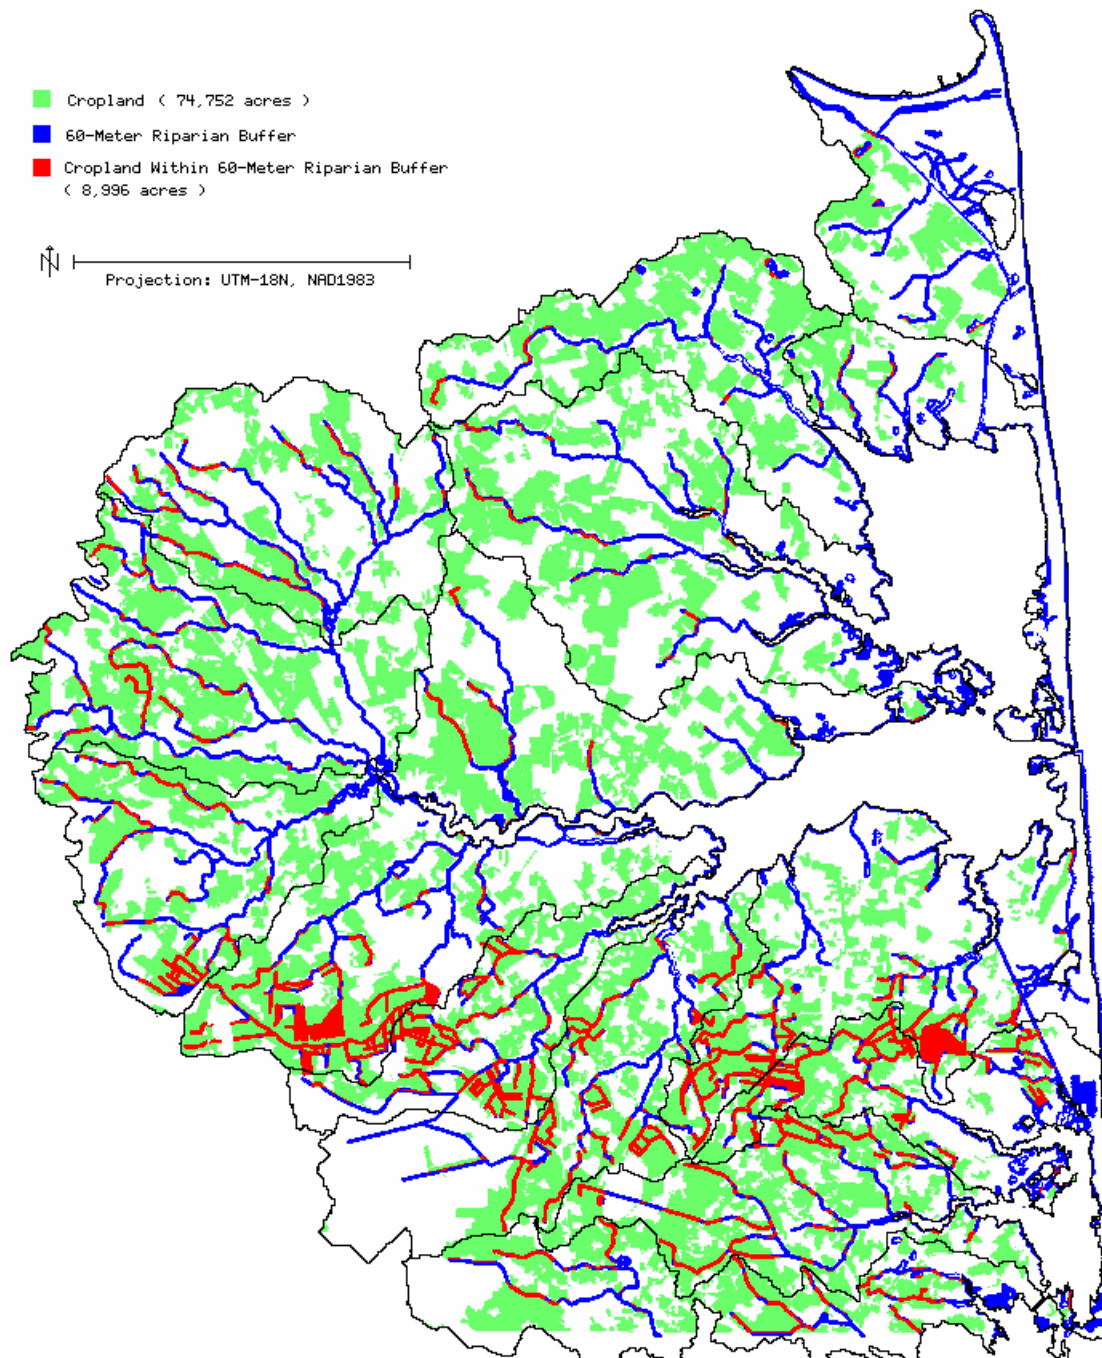 Cropland ( 74,752 acres )
60-Meter Riparian Buffer
Cropland Within 60-Meter Riparian Buffer
( 8,996 acres )
N
Projection: UTM-18N, NAD1983